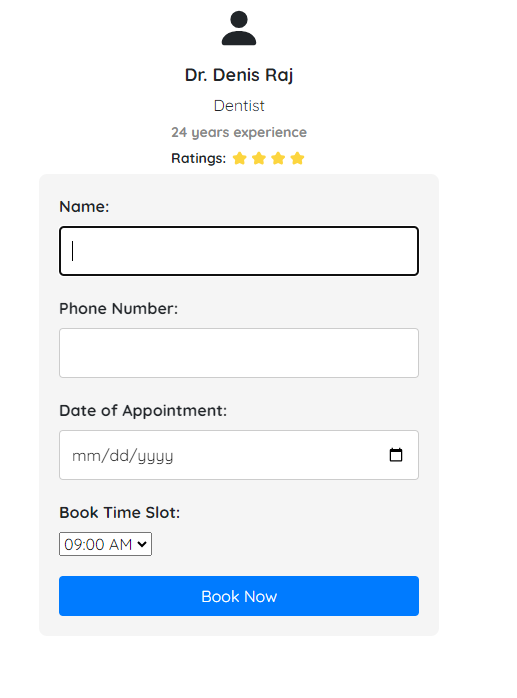 Dr. Denis Raj
Dentist
24 years experience
Ratings:
Name:
Phone Number:
Date of Appointment:
mm/dd/yyyy
Book Time Slot:
09:00 AM
Book Now